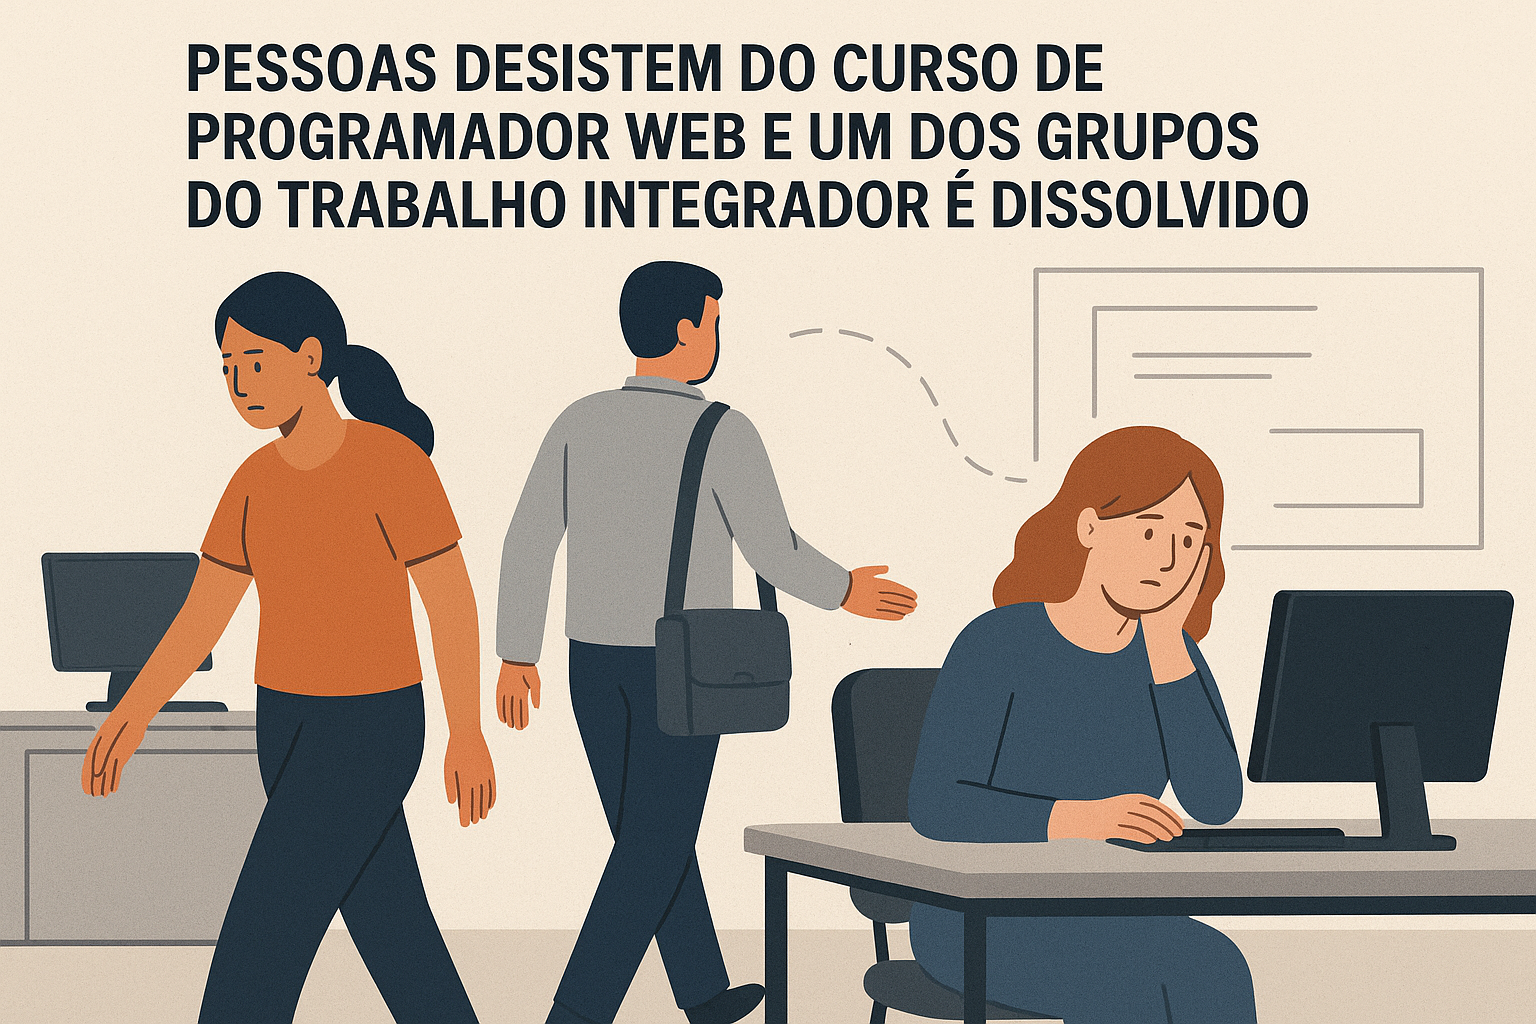 PESSOAS DESISTEM DO CURSO DE
PROGRAMADOR WEB E UM DOS GRUPOS
DO TRABALHO INTEGRADOR É DISSOLVIDO